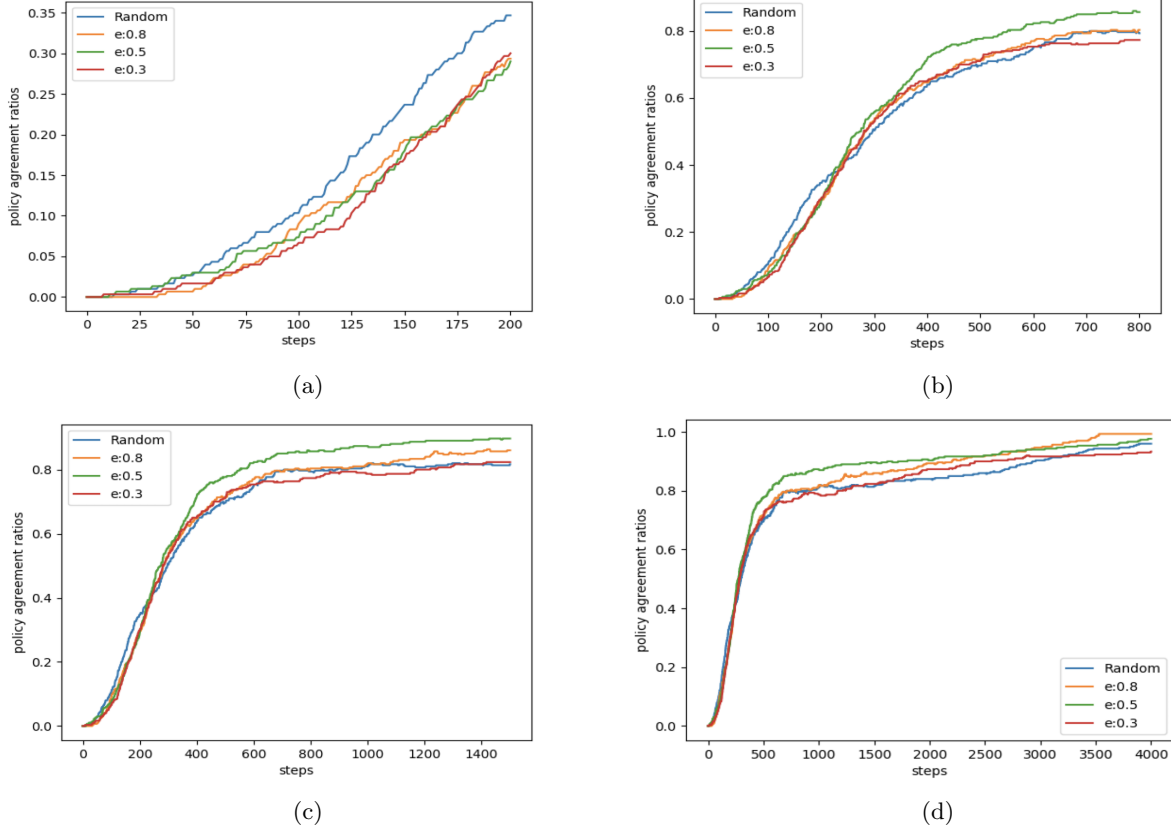 policy agreement ratios
0.35
0.30
0.25
0.20
0.15
0.10
0.05
0.00
Random
e:0.8
e:0.5
e:0.3
0 25 50 75 100 125 150 175 200
steps
(a)
policy agreement ratios
0.8
0.6
0.4
0.2
0.0
Random
e:0.8
e:0.5
e:0.3
0 100 200 300 400 500 600 700 800
steps
(b)
policy agreement ratios
0.8
0.6
0.4
0.2
0.0
Random
e:0.8
e:0.5
e:0.3
0 200 400 600 800 1000 1200 1400
steps
(c)
policy agreement ratios
1.0
0.8
0.6
0.4
0.2
0.0
Random
e:0.8
e:0.5
e:0.3
0 500 1000 1500 2000 2500 3000 3500 4000
steps
(d)